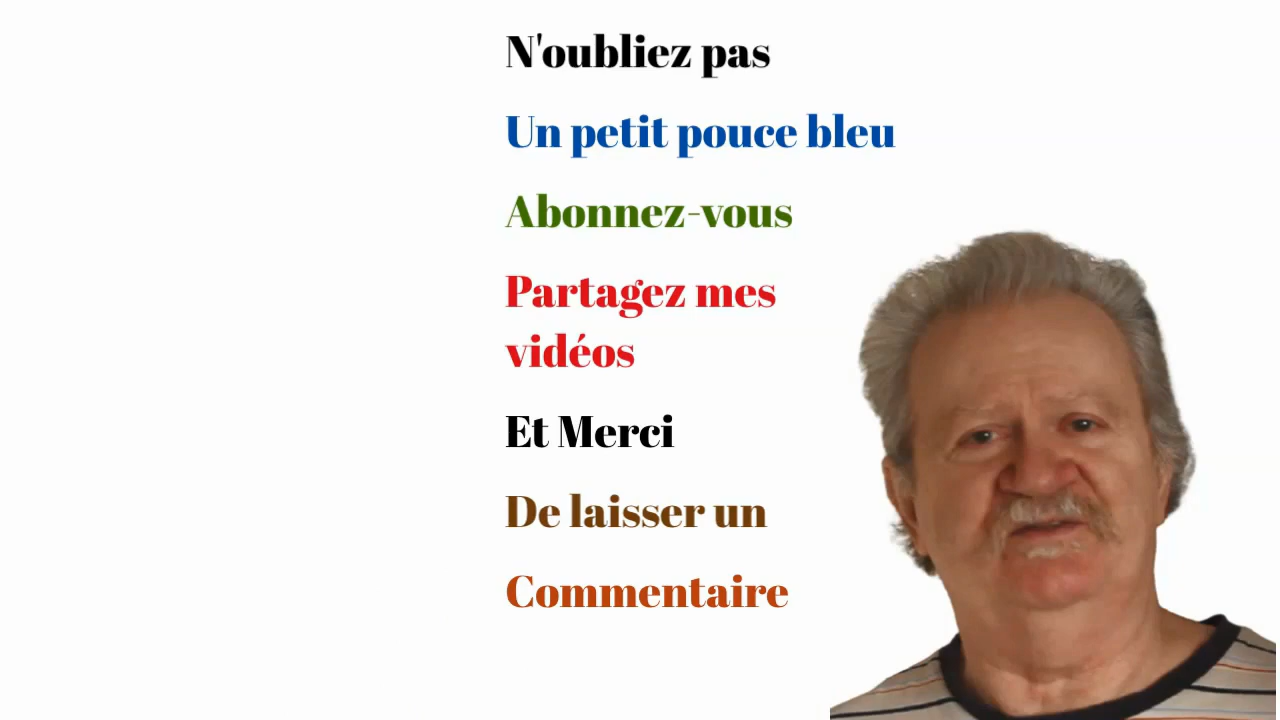 N'oubliez pas
Un petit pouce bleu
Abonnez-vous
Partagez mes
vidéos
Et Merci
De laisser un
Commentaire